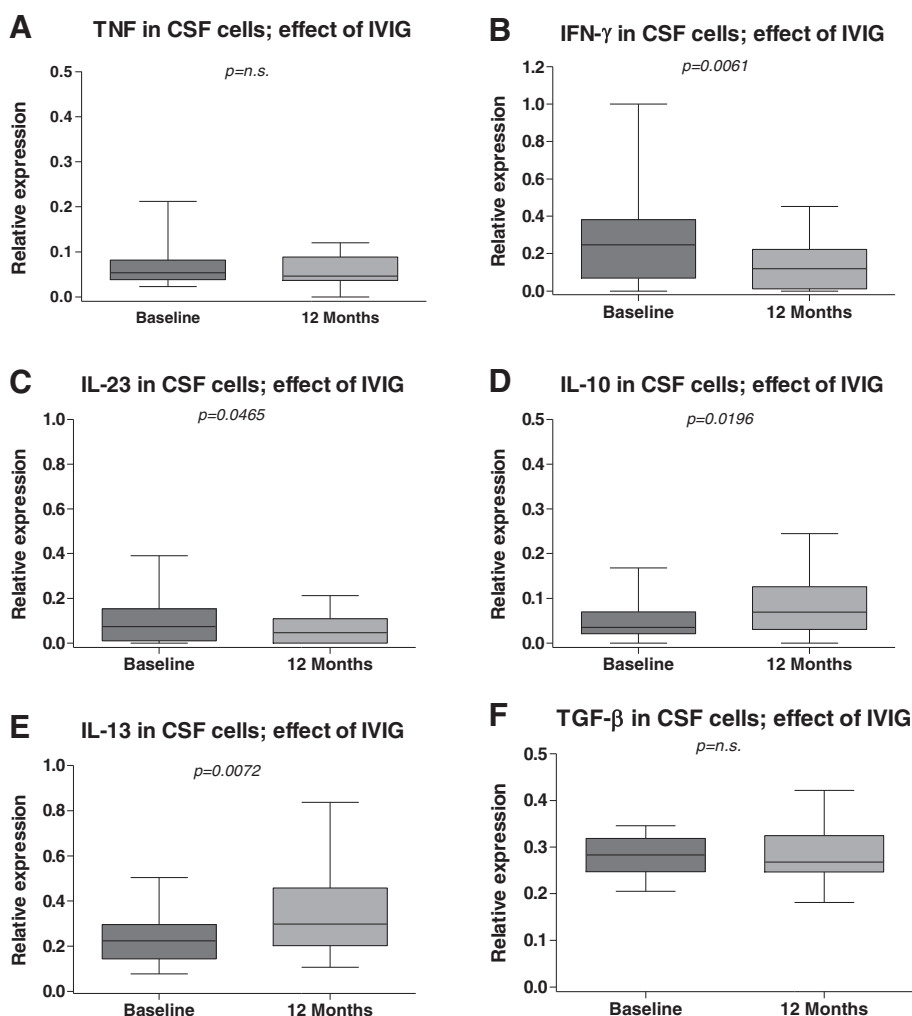 A
TNF in CSF cells; effect of IVIG
p=n.s.
Relative expression
0.5
0.4
0.3
0.2
0.1
0.0
Baseline
12 Months
B
IFN-γ in CSF cells; effect of IVIG
p=0.0061
Relative expression
1.2
1.0
0.8
0.6
0.4
0.2
0.0
Baseline
12 Months
C
IL-23 in CSF cells; effect of IVIG
p=0.0465
Relative expression
1.0
0.8
0.6
0.4
0.2
0.0
Baseline
12 Months
D
IL-10 in CSF cells; effect of IVIG
p=0.0196
Relative expression
0.5
0.4
0.3
0.2
0.1
0.0
Baseline
12 Months
E
IL-13 in CSF cells; effect of IVIG
p=0.0072
Relative expression
1.0
0.8
0.6
0.4
0.2
0.0
Baseline
12 Months
F
TGF-β in CSF cells; effect of IVIG
p=n.s.
Relative expression
0.5
0.4
0.3
0.2
0.1
0.0
Baseline
12 Months